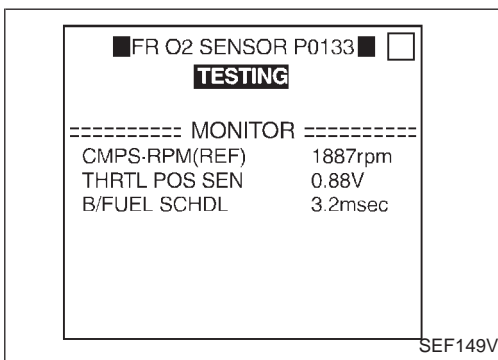 FR O2 SENSOR P0133
TESTING
========== MONITOR ==========
CMPS·RPM(REF) 1887rpm
THRTL POS SEN 0.88V
B/FUEL SCHDL 3.2msec
SEF149V